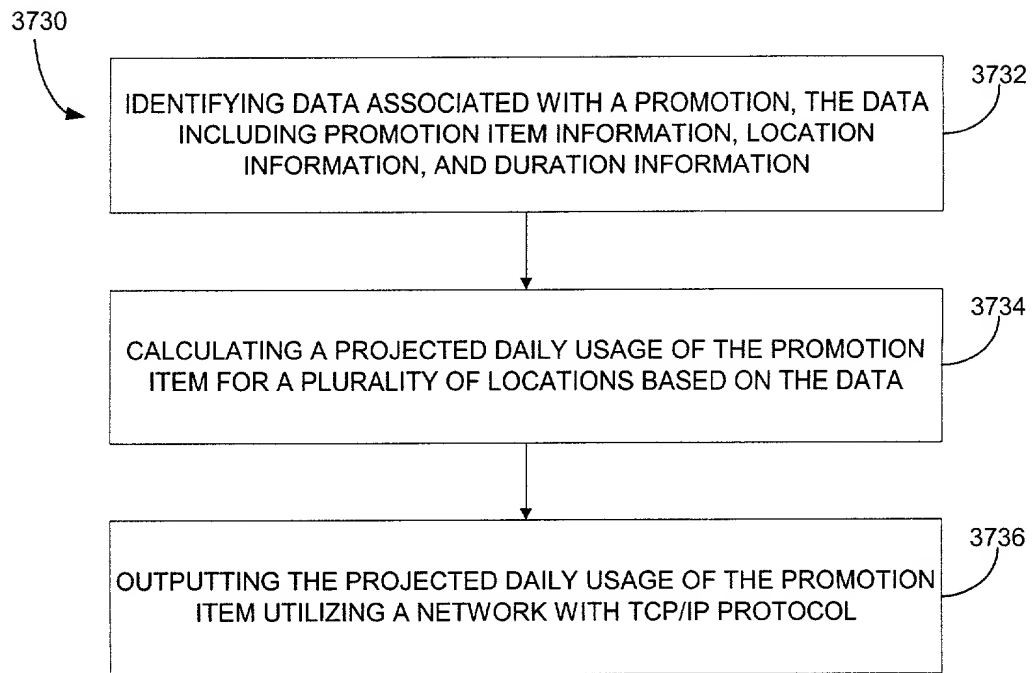 3730
3732
IDENTIFYING DATA ASSOCIATED WITH A PROMOTION, THE DATA
INCLUDING PROMOTION ITEM INFORMATION, LOCATION
INFORMATION, AND DURATION INFORMATION
3734
CALCULATING A PROJECTED DAILY USAGE OF THE PROMOTION
ITEM FOR A PLURALITY OF LOCATIONS BASED ON THE DATA
3736
OUTPUTTING THE PROJECTED DAILY USAGE OF THE PROMOTION
ITEM UTILIZING A NETWORK WITH TCP/IP PROTOCOL